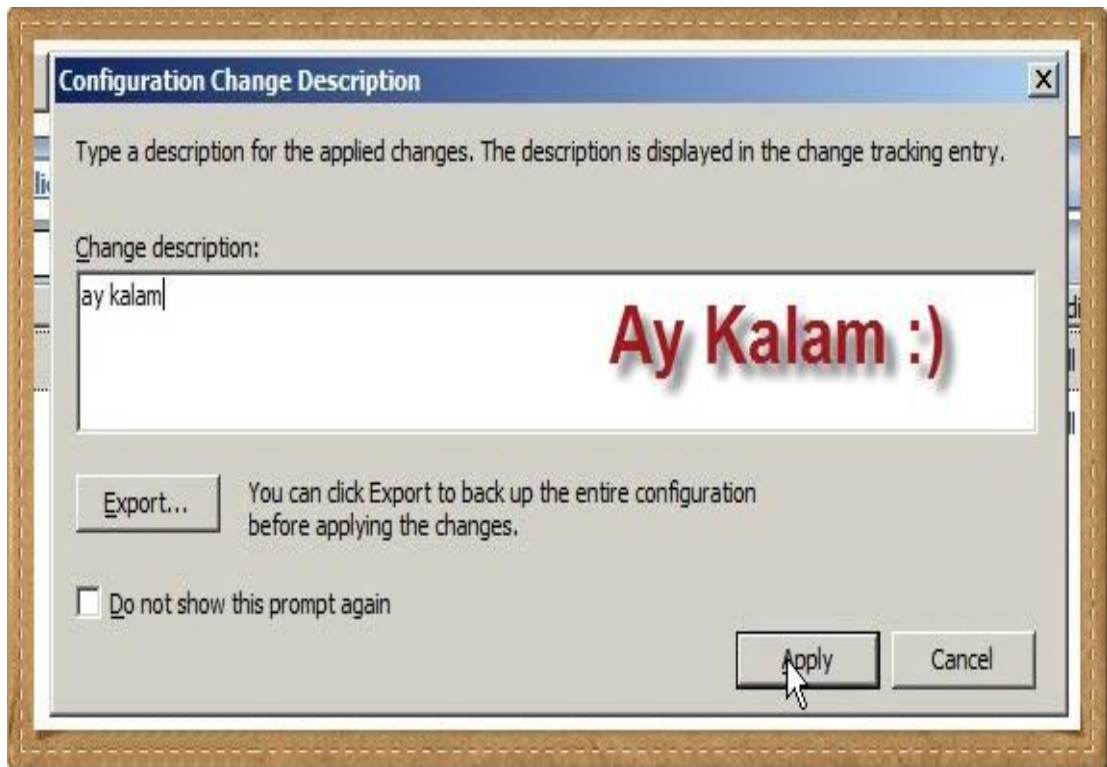 Configuration Change Description
Type a description for the applied changes. The description is displayed in the change tracking entry.
Change description:
ay kalam
Ay Kalam :)
Export...
You can click Export to back up the entire configuration
before applying the changes.
Do not show this prompt again
Apply
Cancel